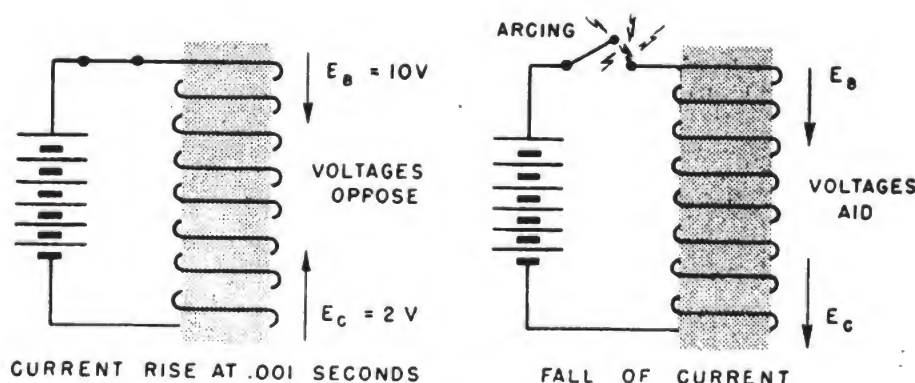 E_B = 10V
VOLTAGES
OPPOSE
E_C = 2 V
CURRENT RISE AT .001 SECONDS
ARCING
E_B
VOLTAGES
AID
E_C
FALL OF CURRENT